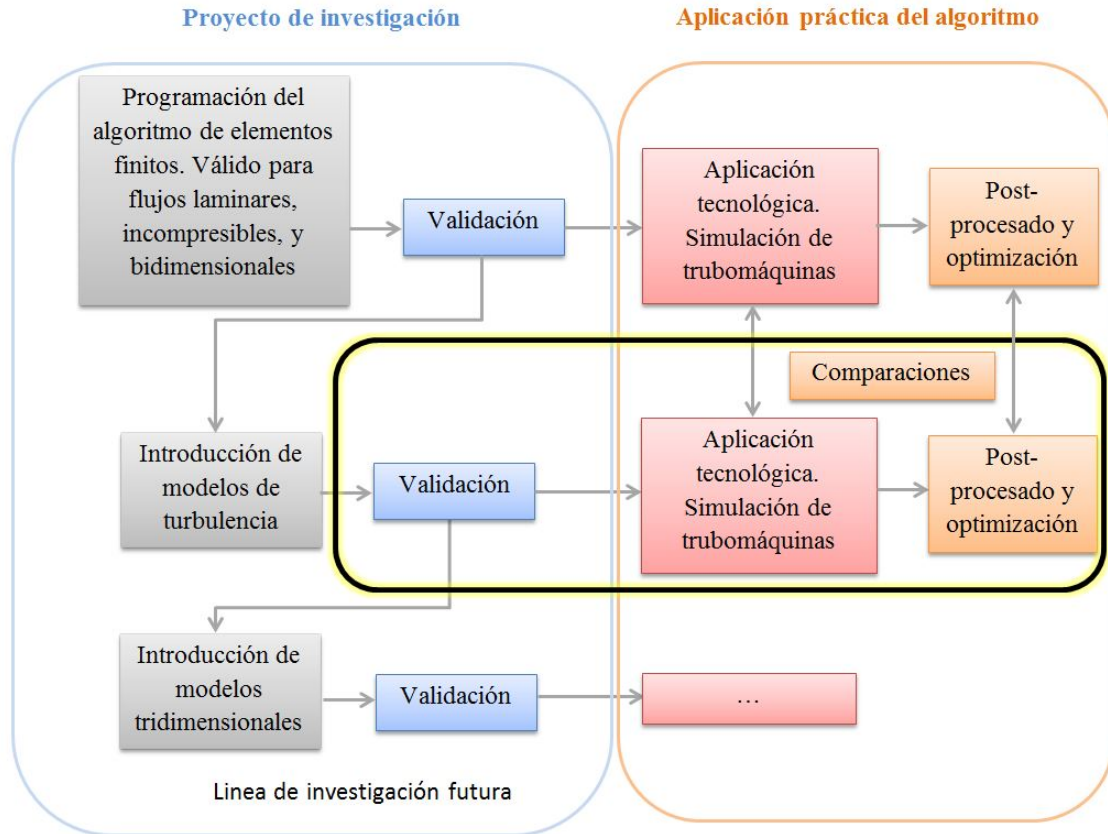 Proyecto de investigación
Aplicación práctica del algoritmo
Programación del
algoritmo de elementos
finitos. Válido para
flujos laminares,
incompresibles, y
bidimensionales
Validación
Aplicación
tecnológica.
Simulación de
trubomáquinas
Post-
procesado y
optimización
Comparaciones
Introducción de
modelos de
turbulencia
Validación
Aplicación
tecnológica.
Simulación de
trubomáquinas
Post-
procesado y
optimización
Introducción de
modelos
tridimensionales
Validación
...
Linea de investigación futura